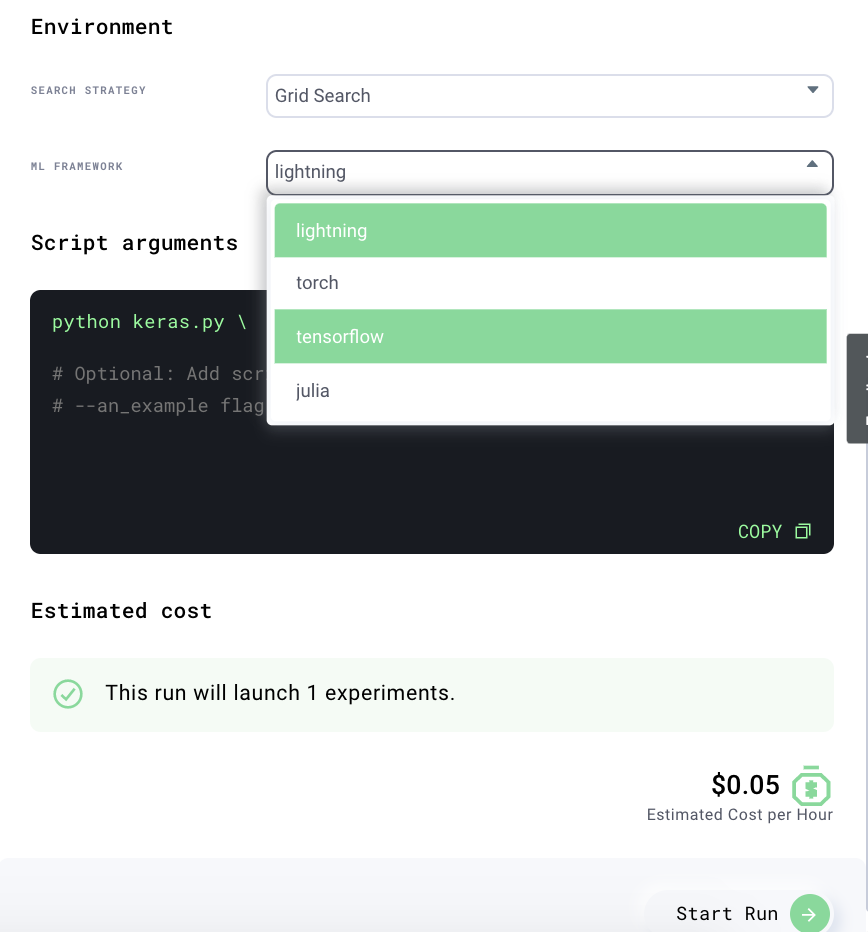 Environment
SEARCH STRATEGY
Grid Search
ML FRAMEWORK
lightning
lightning
torch
tensorflow
julia
Script arguments
python keras.py \
# Optional: Add scr
# --an_example flag
COPY
Estimated cost
This run will launch 1 experiments.
$0.05
Estimated Cost per Hour
Start Run